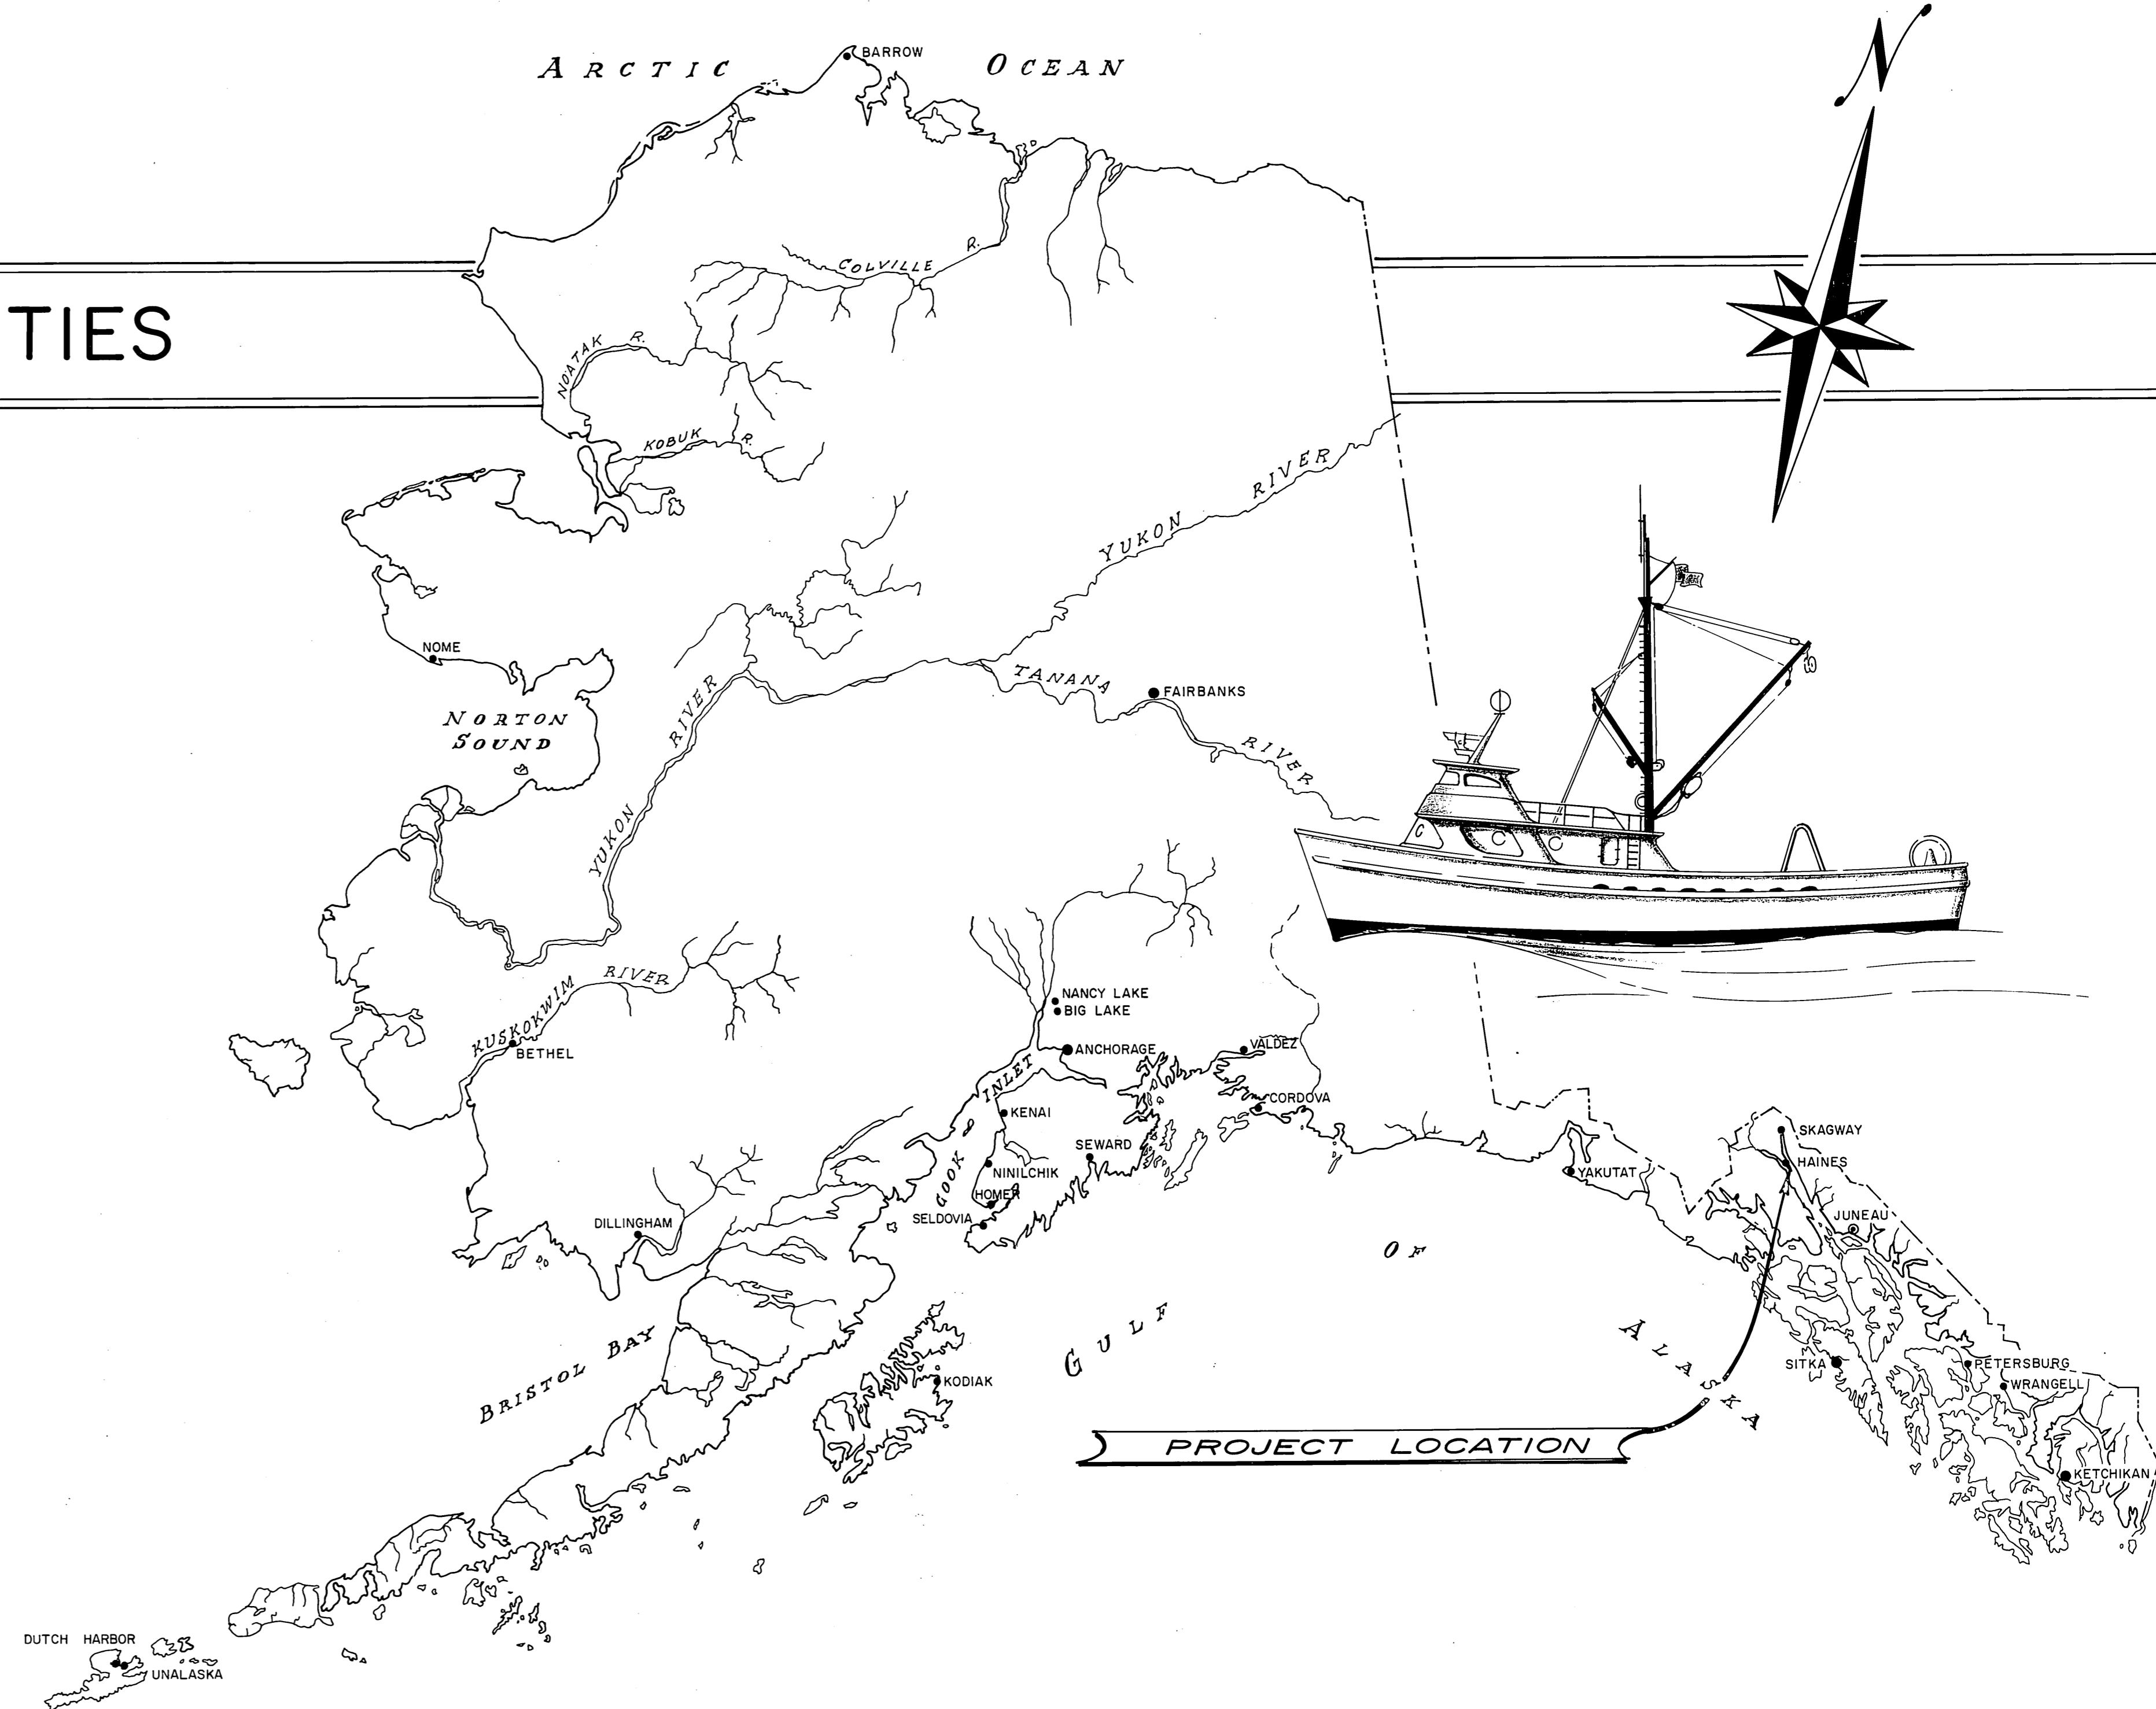 N
ARCTIC OCEAN
BARROW
COLVILLE R.
TIES
NOATAK R.
KOBUK R.
YUKON RIVER
NOME
TANANA RIVER
FAIRBANKS
NORTON
SOUND
YUKON RIVER
KUSKOKWIM RIVER
BETHEL
NANCY LAKE
BIG LAKE
ANCHORAGE
VALDEZ
COOK INLET
KENAI
CORDOVA
SEWARD
NINILCHIK
HOMER
SELDOVIA
DILLINGHAM
YAKUTAT
SKAGWAY
HAINES
JUNEAU
GULF OF ALASKA
BRISTOL BAY
KODIAK
SITKA
PETERSBURG
WRANGELL
KETCHIKAN
PROJECT LOCATION
DUTCH HARBOR
UNALASKA